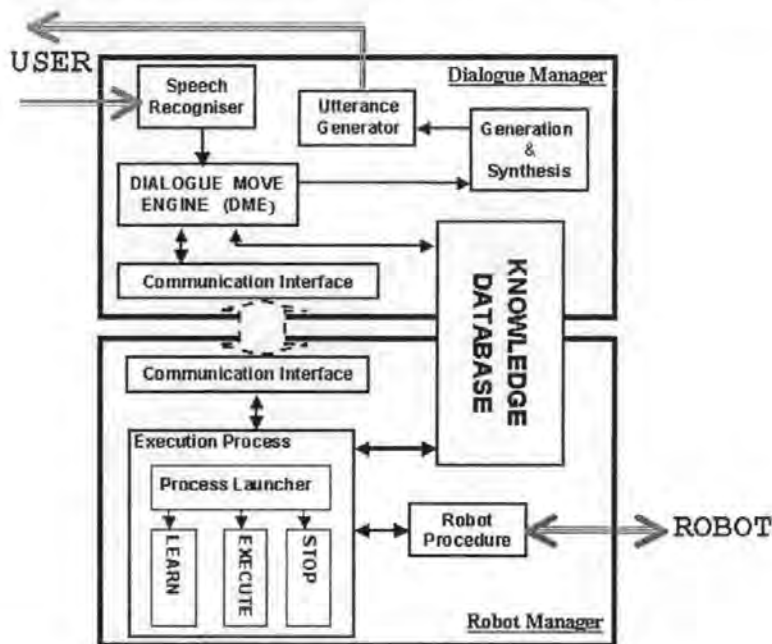 USER
Dialogue Manager
Speech
Recogniser
Utterance
Generator
Generation
&
Synthesis
DIALOGUE MOVE
ENGINE (DME)
Communication Interface
KNOWLEDGE
DATABASE
Communication Interface
Execution Process
Process Launcher
LEARN
EXECUTE
STOP
Robot
Procedure
ROBOT
Robot Manager